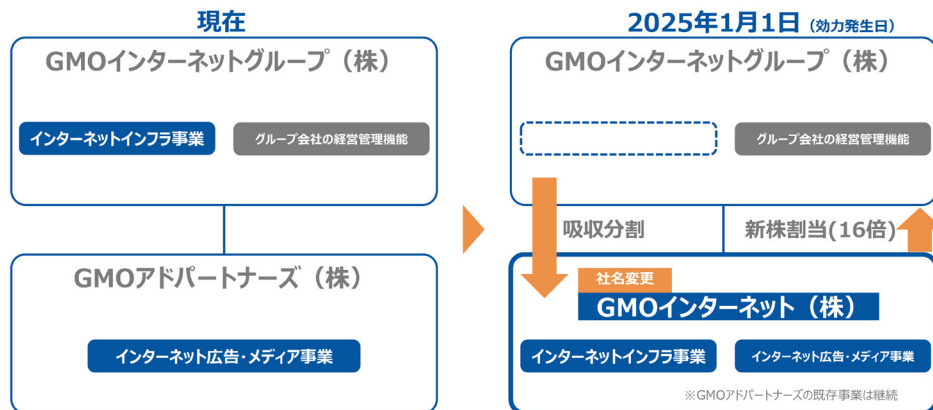 現在
GMOインターネットグループ（株）
インターネットインフラ事業
グループ会社の経営管理機能
GMOアドパートナーズ（株）
インターネット広告・メディア事業
2025年1月1日（効力発生日）
GMOインターネットグループ（株）
グループ会社の経営管理機能
吸収分割
新株割当(16倍)
社名変更
GMOインターネット（株）
インターネットインフラ事業
インターネット広告・メディア事業
※GMOアドパートナーズの既存事業は継続